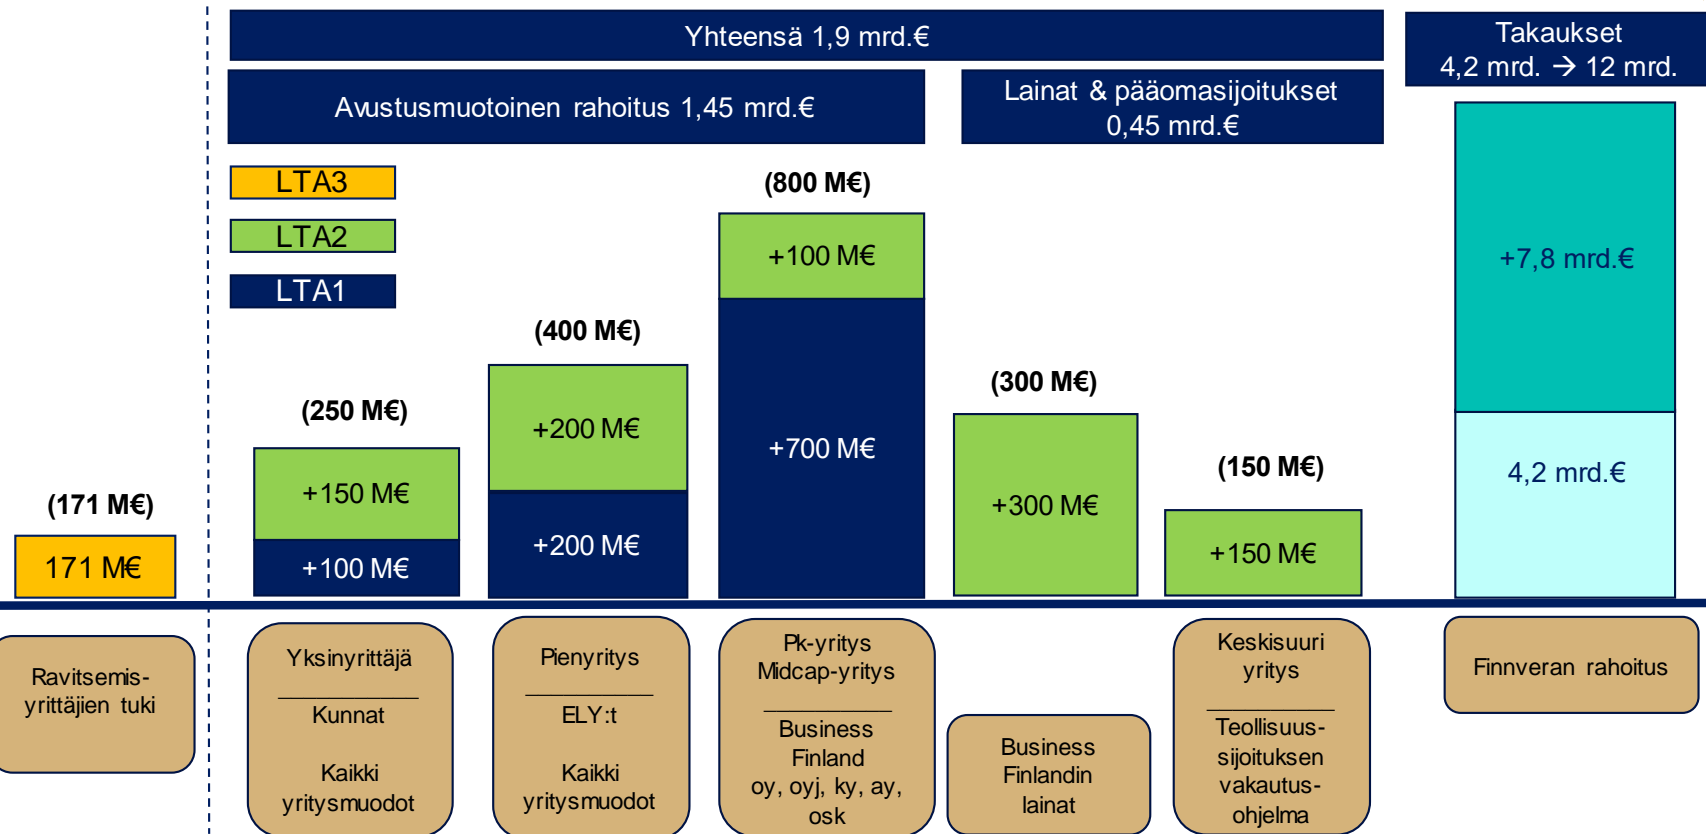 Yhteensä 1,9 mrd.€
Takaukset
4,2 mrd. → 12 mrd.
Avustusmuotoinen rahoitus 1,45 mrd.€
Lainat & pääomasijoitukset
0,45 mrd.€
LTA3
LTA2
LTA1
(171 M€)
171 M€
(250 M€)
+150 M€
+100 M€
(400 M€)
+200 M€
+200 M€
(800 M€)
+100 M€
+700 M€
(300 M€)
+300 M€
(150 M€)
+150 M€
+7,8 mrd.€
4,2 mrd.€
Ravitsemis-
yrittäjien tuki
Yksinyrittäjä
Kunnat
Kaikki
yritysmuodot
Pienyritys
ELY:t
Kaikki
yritysmuodot
Pk-yritys
Midcap-yritys
Business
Finland
oy, oyj, ky, ay,
osk
Business
Finlandin
lainat
Keskisuuri
yritys
Teollisuus-
sijoituksen
vakautus-
ohjelma
Finnveran rahoitus